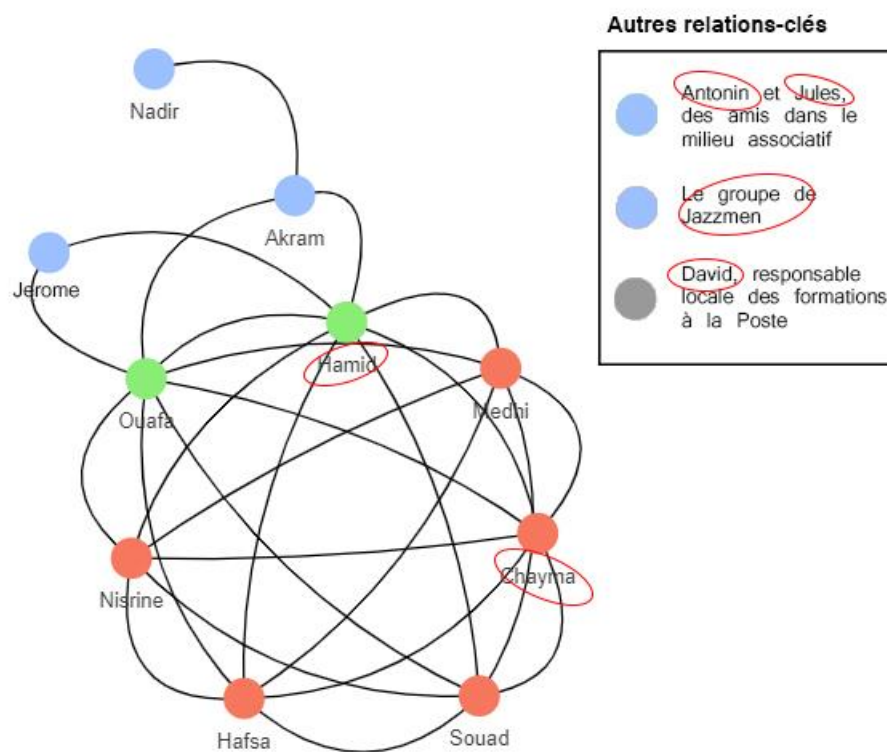 Autres relations-clés
Antonin et Jules,
des amis dans le
milieu associatif
Le groupe de
Jazzmen
David, responsable
locale des formations
à la Poste
Nadir
Akram
Jerome
Hamid
Medhi
Ouafa
Chayma
Nisrine
Hafsa
Souad